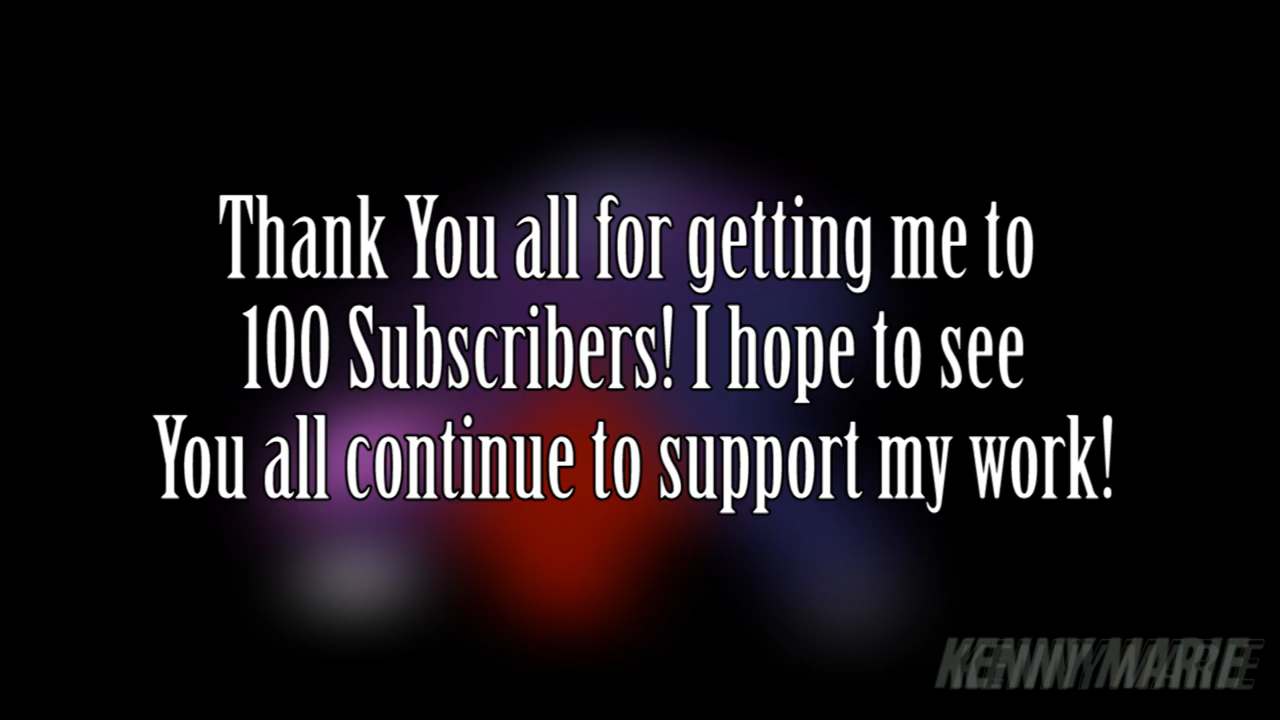 Thank You all for getting me to
100 Subscribers! I hope to see
You all continue to support my work!
KENNYMARIE